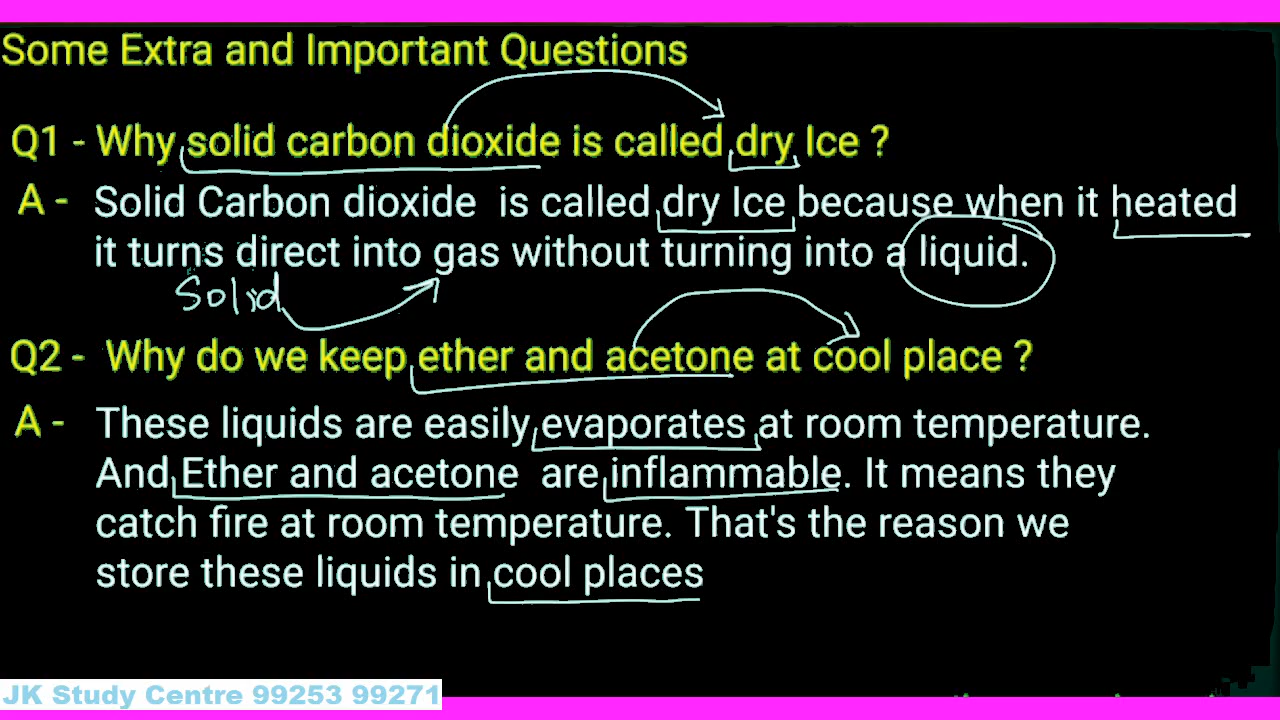 Some Extra and Important Questions
Q1 - Why solid carbon dioxide is called dry Ice ?
A - Solid Carbon dioxide is called dry Ice because when it heated
it turns direct into gas without turning into a liquid.
Solid
Q2 - Why do we keep ether and acetone at cool place ?
A - These liquids are easily evaporates at room temperature.
And Ether and acetone are inflammable. It means they
catch fire at room temperature. That's the reason we
store these liquids in cool places
JK Study Centre 99253 99271